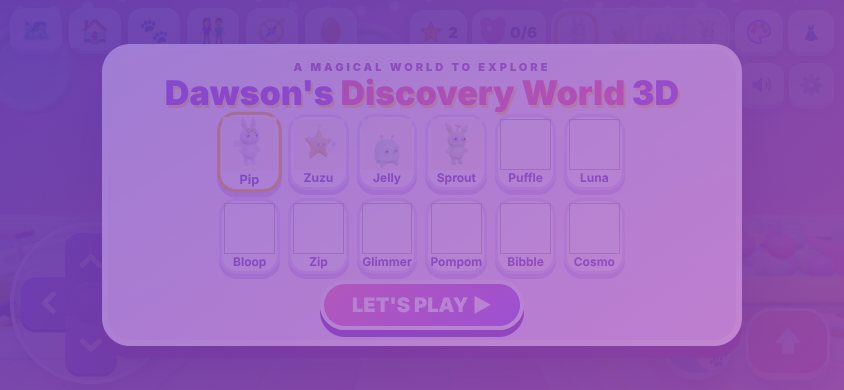 2
0/6
A MAGICAL WORLD TO EXPLORE
Dawson's Discovery World 3D
Pip
Zuzu
Jelly
Sprout
Puffle
Luna
Bloop
Zip
Glimmer
Pompom
Bibble
Cosmo
LET'S PLAY ▶